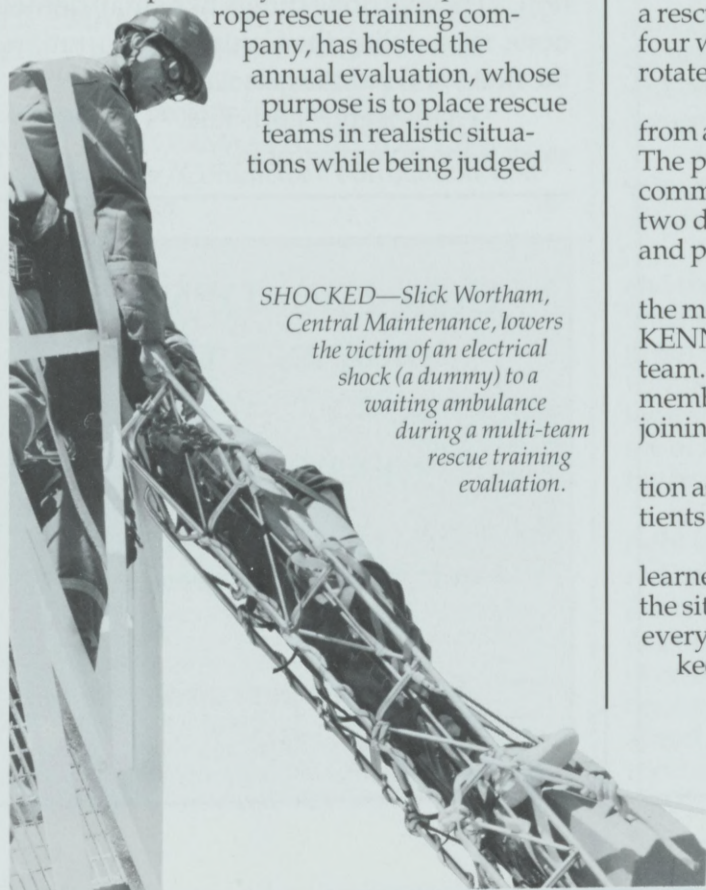 rope rescue training com-
pany, has hosted the
annual evaluation, whose
purpose is to place rescue
teams in realistic situa-
tions while being judged
SHOCKED—Slick Wortham,
Central Maintenance, lowers
the victim of an electrical
shock (a dummy) to a
waiting ambulance
during a multi-team
rescue training
evaluation.
a rescu
four w
rotate
from a
The p
comm
two d
and p
the m
KENN
team.
memb
joinin
tion a
tients
learne
the sit
every
kee